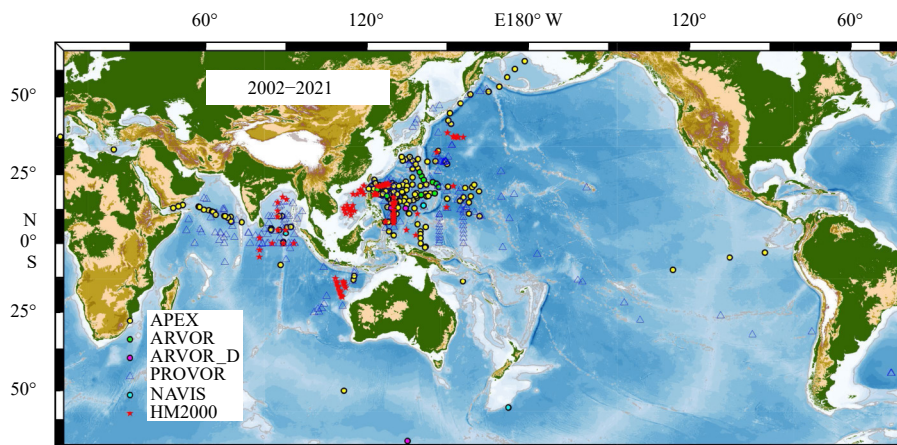 60° 120° E180° W 120° 60°
2002−2021
50°
25°
N
0°
S
25°
50°
APEX
ARVOR
ARVOR_D
PROVOR
NAVIS
HM2000